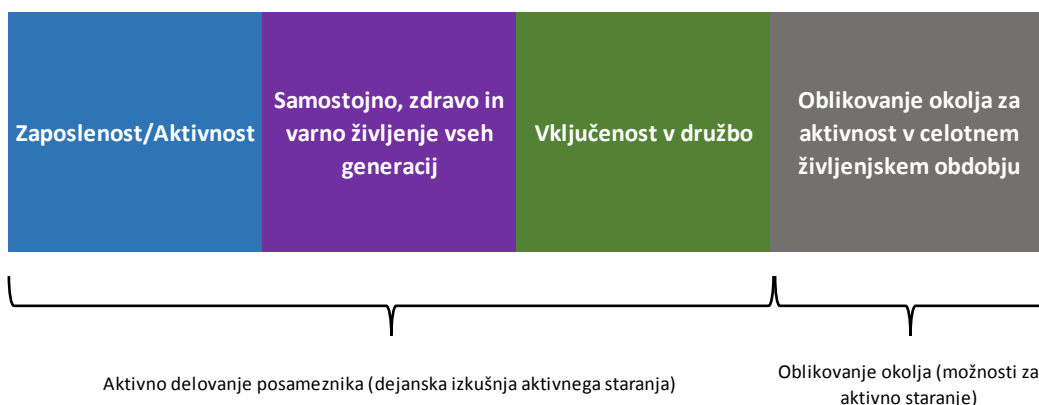 Zaposlenost/Aktivnost
Samostojno, zdravo in
varno življenje vseh
generacij
Vključenost v družbo
Oblikovanje okolja za
aktivnost v celotnem
življenjskem obdobju
Aktivno delovanje posameznika (dejanska izkušnja aktivnega staranja)
Oblikovanje okolja (možnosti za
aktivno staranje)